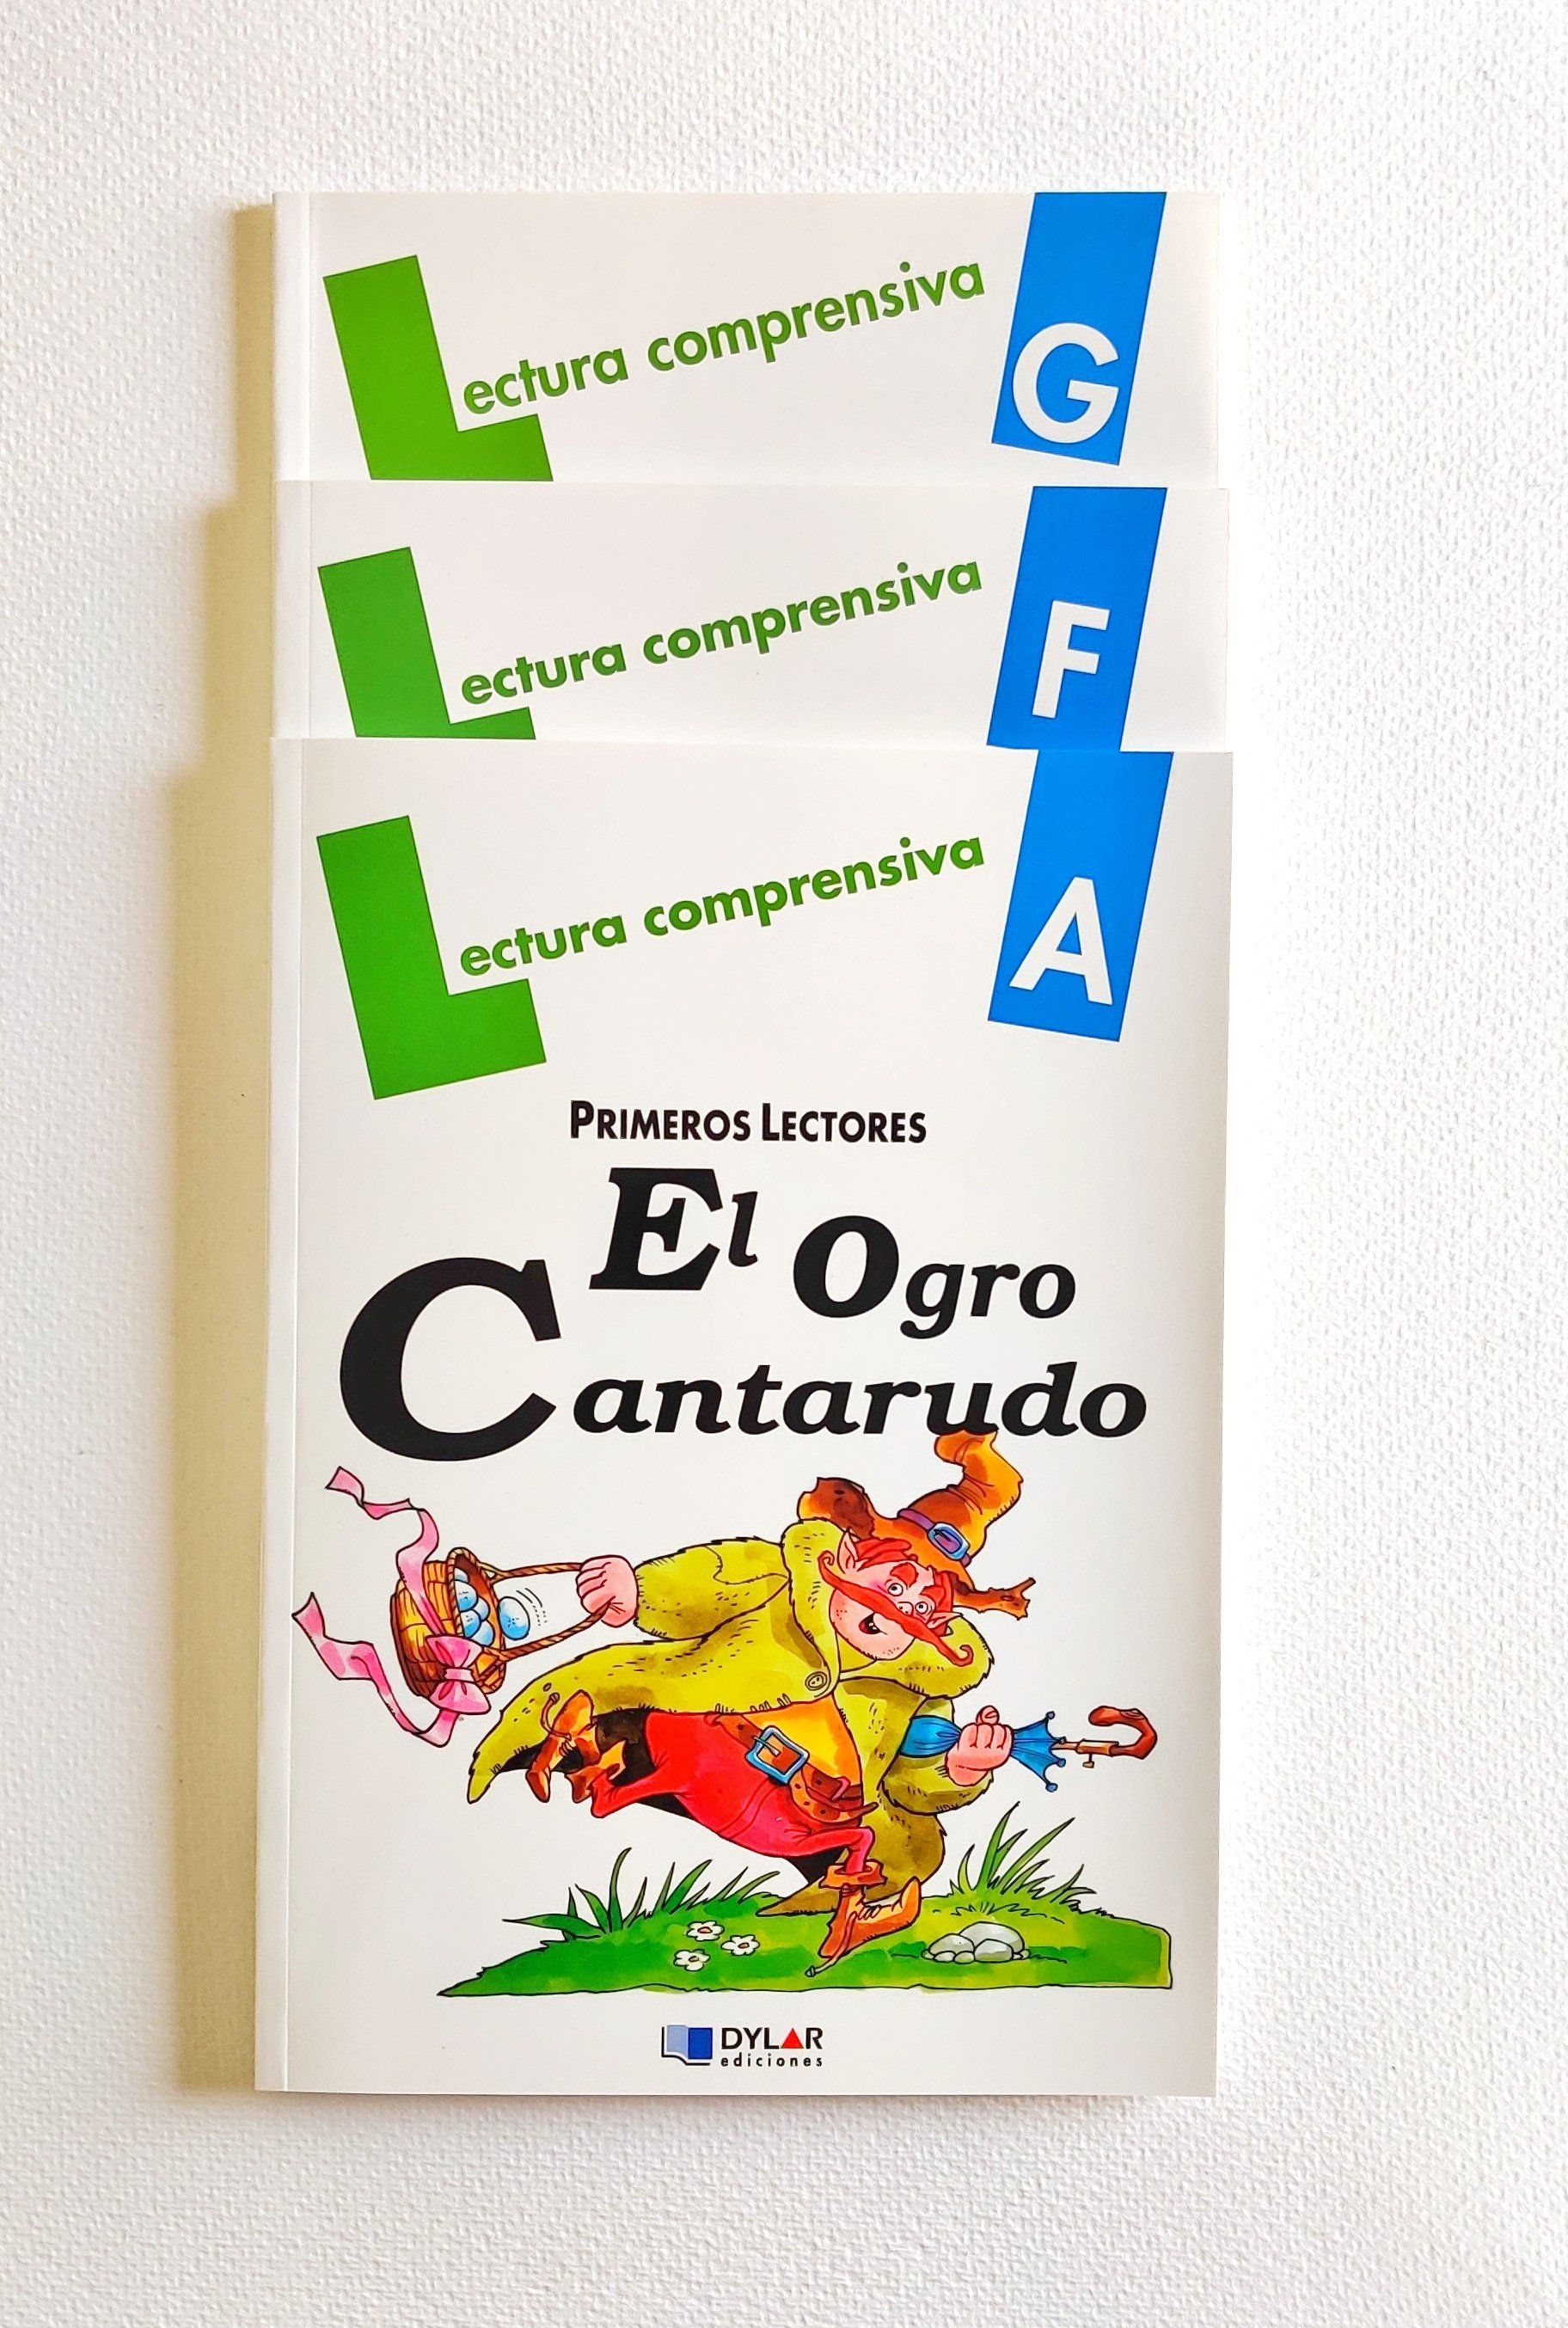 Lectura comprensiva
G
Lectura comprensiva
F
Lectura comprensiva
A
PRIMEROS LECTORES
El Ogro
Cantarudo
DYLAR
ediciones